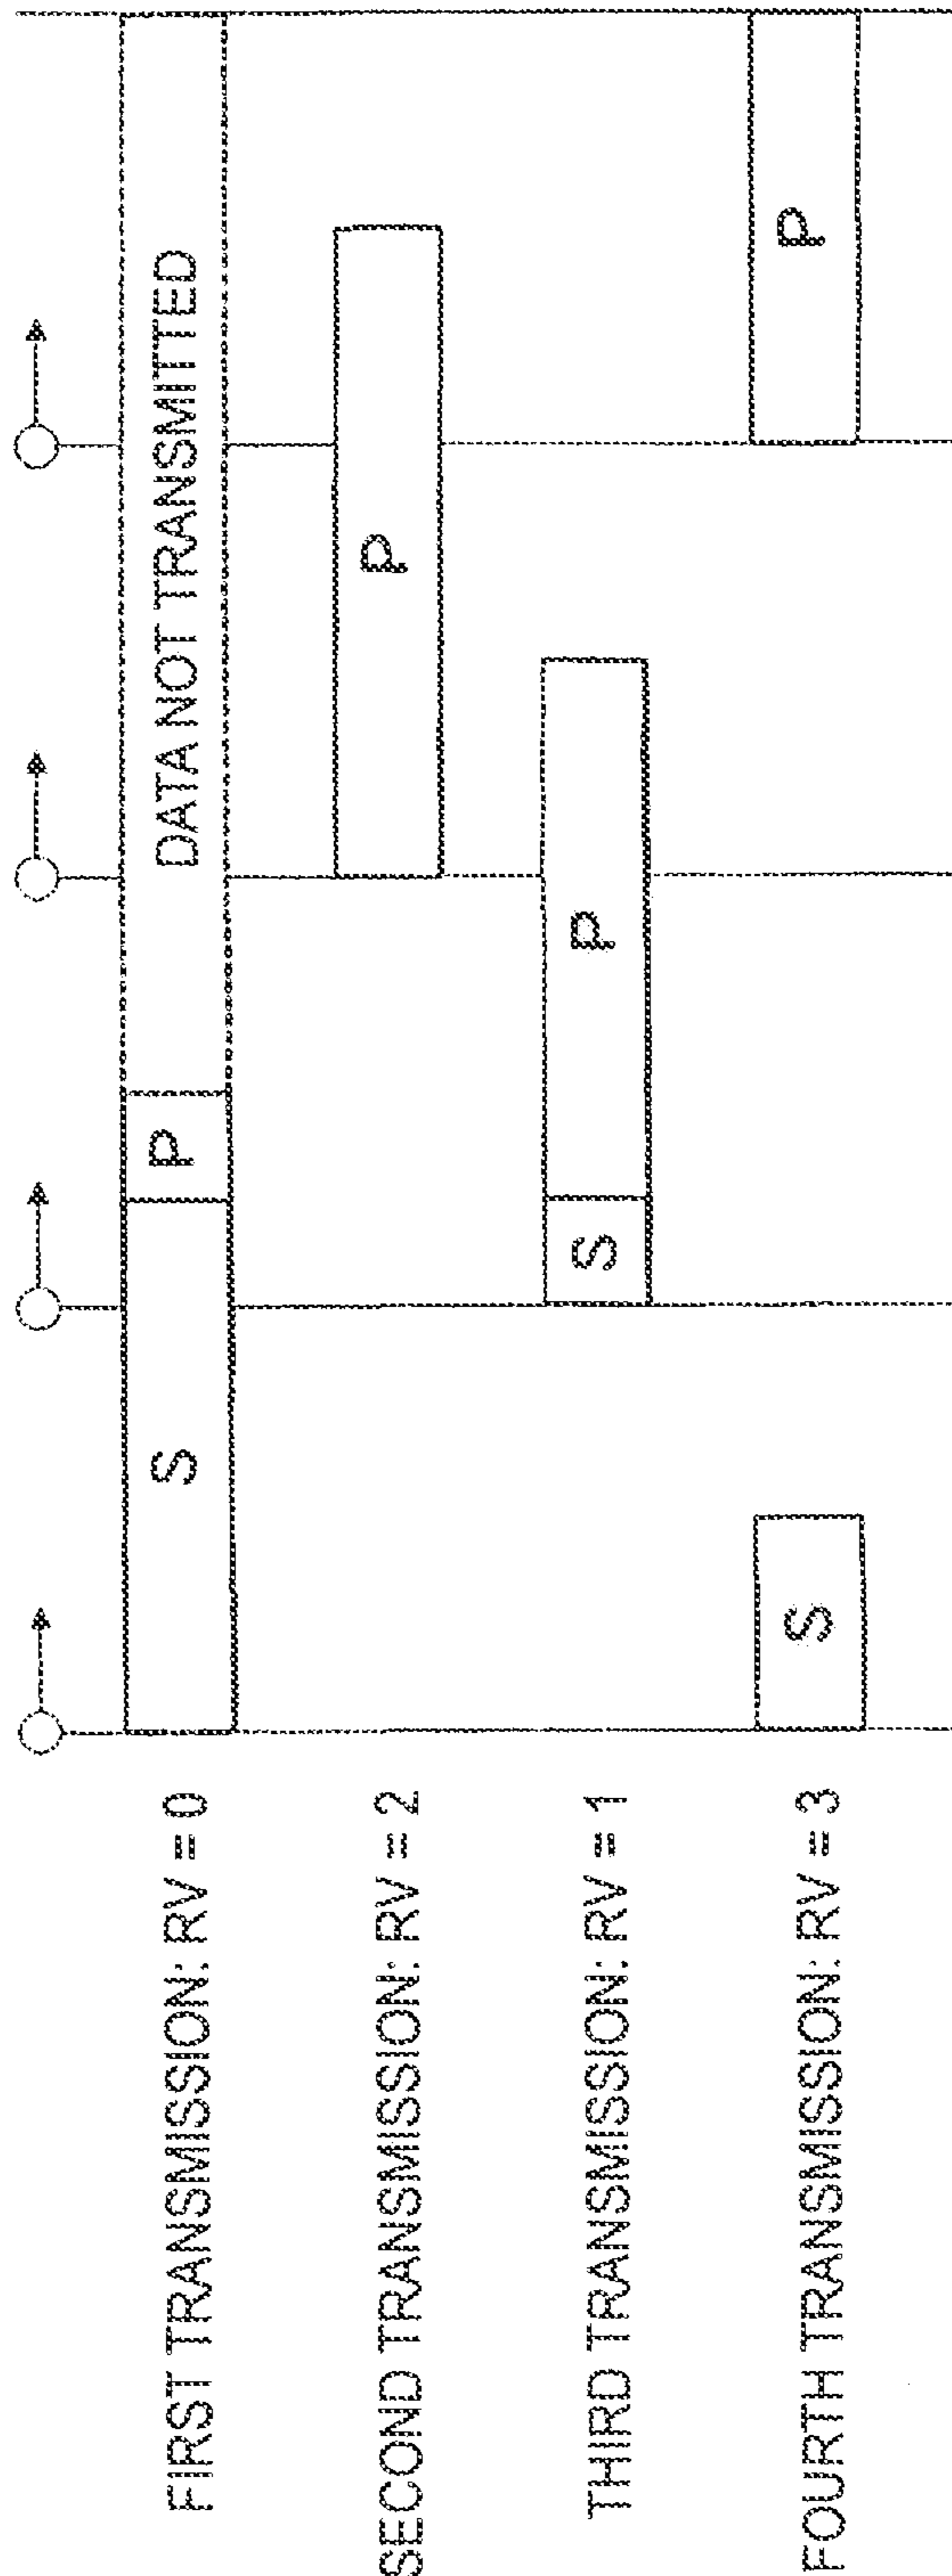 FIRST TRANSMISSION: RV = 0
S
P
DATA NOT TRANSMITTED
SECOND TRANSMISSION: RV = 2
P
THIRD TRANSMISSION: RV = 1
S
P
FOURTH TRANSMISSION: RV = 3
S
P